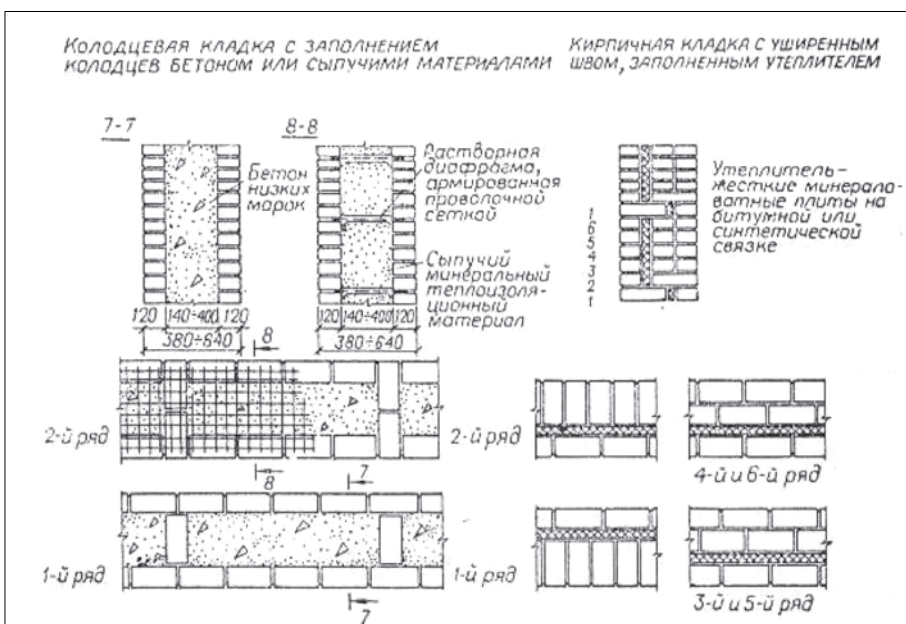 КОЛОДЦЕВАЯ КЛАДКА С ЗАПОЛНЕНИЕМ
КОЛОДЦЕВ БЕТОНОМ ИЛИ СЫПУЧИМИ МАТЕРИАЛАМИ
КИРПИЧНАЯ КЛАДКА С УШИРЕННЫМ
ШВОМ, ЗАПОЛНЕННЫМ УТЕПЛИТЕЛЕМ
7-7
8-8
Бетон
низких
марок
Растворная
диафрагма,
армированная
проволочной
сеткой
Сыпучий
минеральный
теплоизоля-
ционный
материал
Утеплитель-
жесткие минерало-
ватные плиты на
битумной или
синтетической
связке
1
6
5
4
3
2
1
120 140÷400 120
380÷640
120 140÷400 120
380÷640
8
2-й ряд
8
7
2-й ряд
4-й и 6-й ряд
1-й ряд
7
1-й ряд
3-й и 5-й ряд